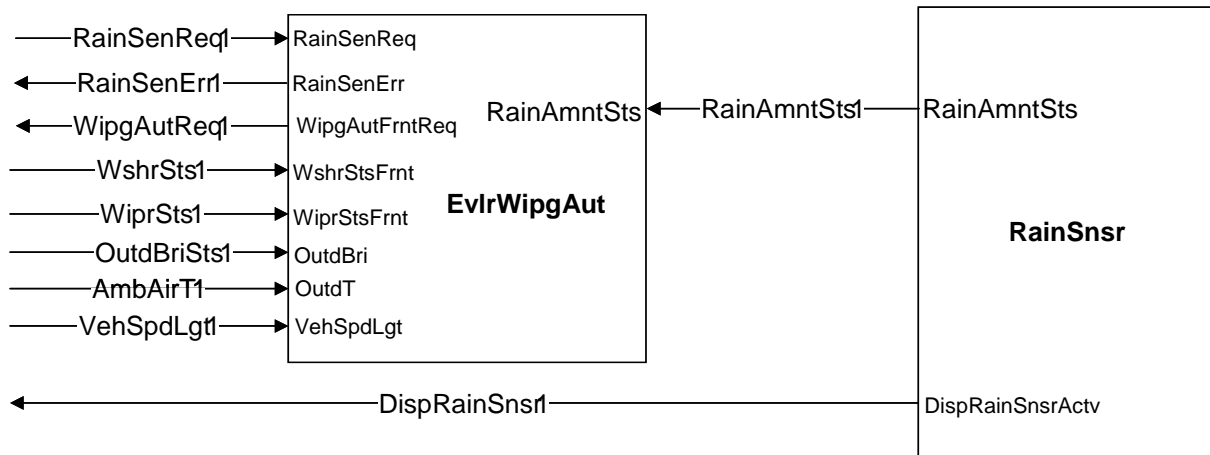 RainSenReq1
RainSenReq
RainSenErr1
RainSenErr
RainAmntSts
RainAmntSts1
RainAmntSts
WipgAutReq1
WipgAutFrntReq
WshrSts1
WshrStsFrnt
EvlrWipgAut
WiprSts1
WiprStsFrnt
RainSnsr
OutdBriSts1
OutdBri
AmbAirT1
OutdT
VehSpdLgt1
VehSpdLgt
DispRainSnsr1
DispRainSnsrActv